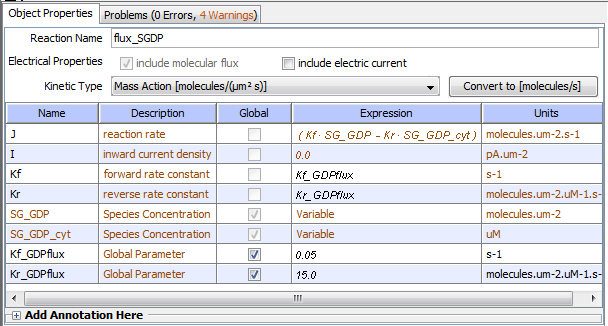 Object Properties Problems (0 Errors, 4 Warnings)
Reaction Name flux_SGDP
Electrical Properties include molecular flux include electric current
Kinetic Type Mass Action [molecules/(µm² s)] Convert to [molecules/s]
Name Description Global Expression Units
J reaction rate (Kf· SG_GDP - Kr· SG_GDP_cyt) molecules.um-2.s-1
I inward current density 0.0 pA.um-2
Kf forward rate constant Kf_GDPflux s-1
Kr reverse rate constant Kr_GDPflux molecules.um-2.uM-1.s-
SG_GDP Species Concentration Variable molecules.um-2
SG_GDP_cyt Species Concentration Variable uM
Kf_GDPflux Global Parameter 0.05 s-1
Kr_GDPflux Global Parameter 15.0 molecules.um-2.uM-1.s-
Add Annotation Here